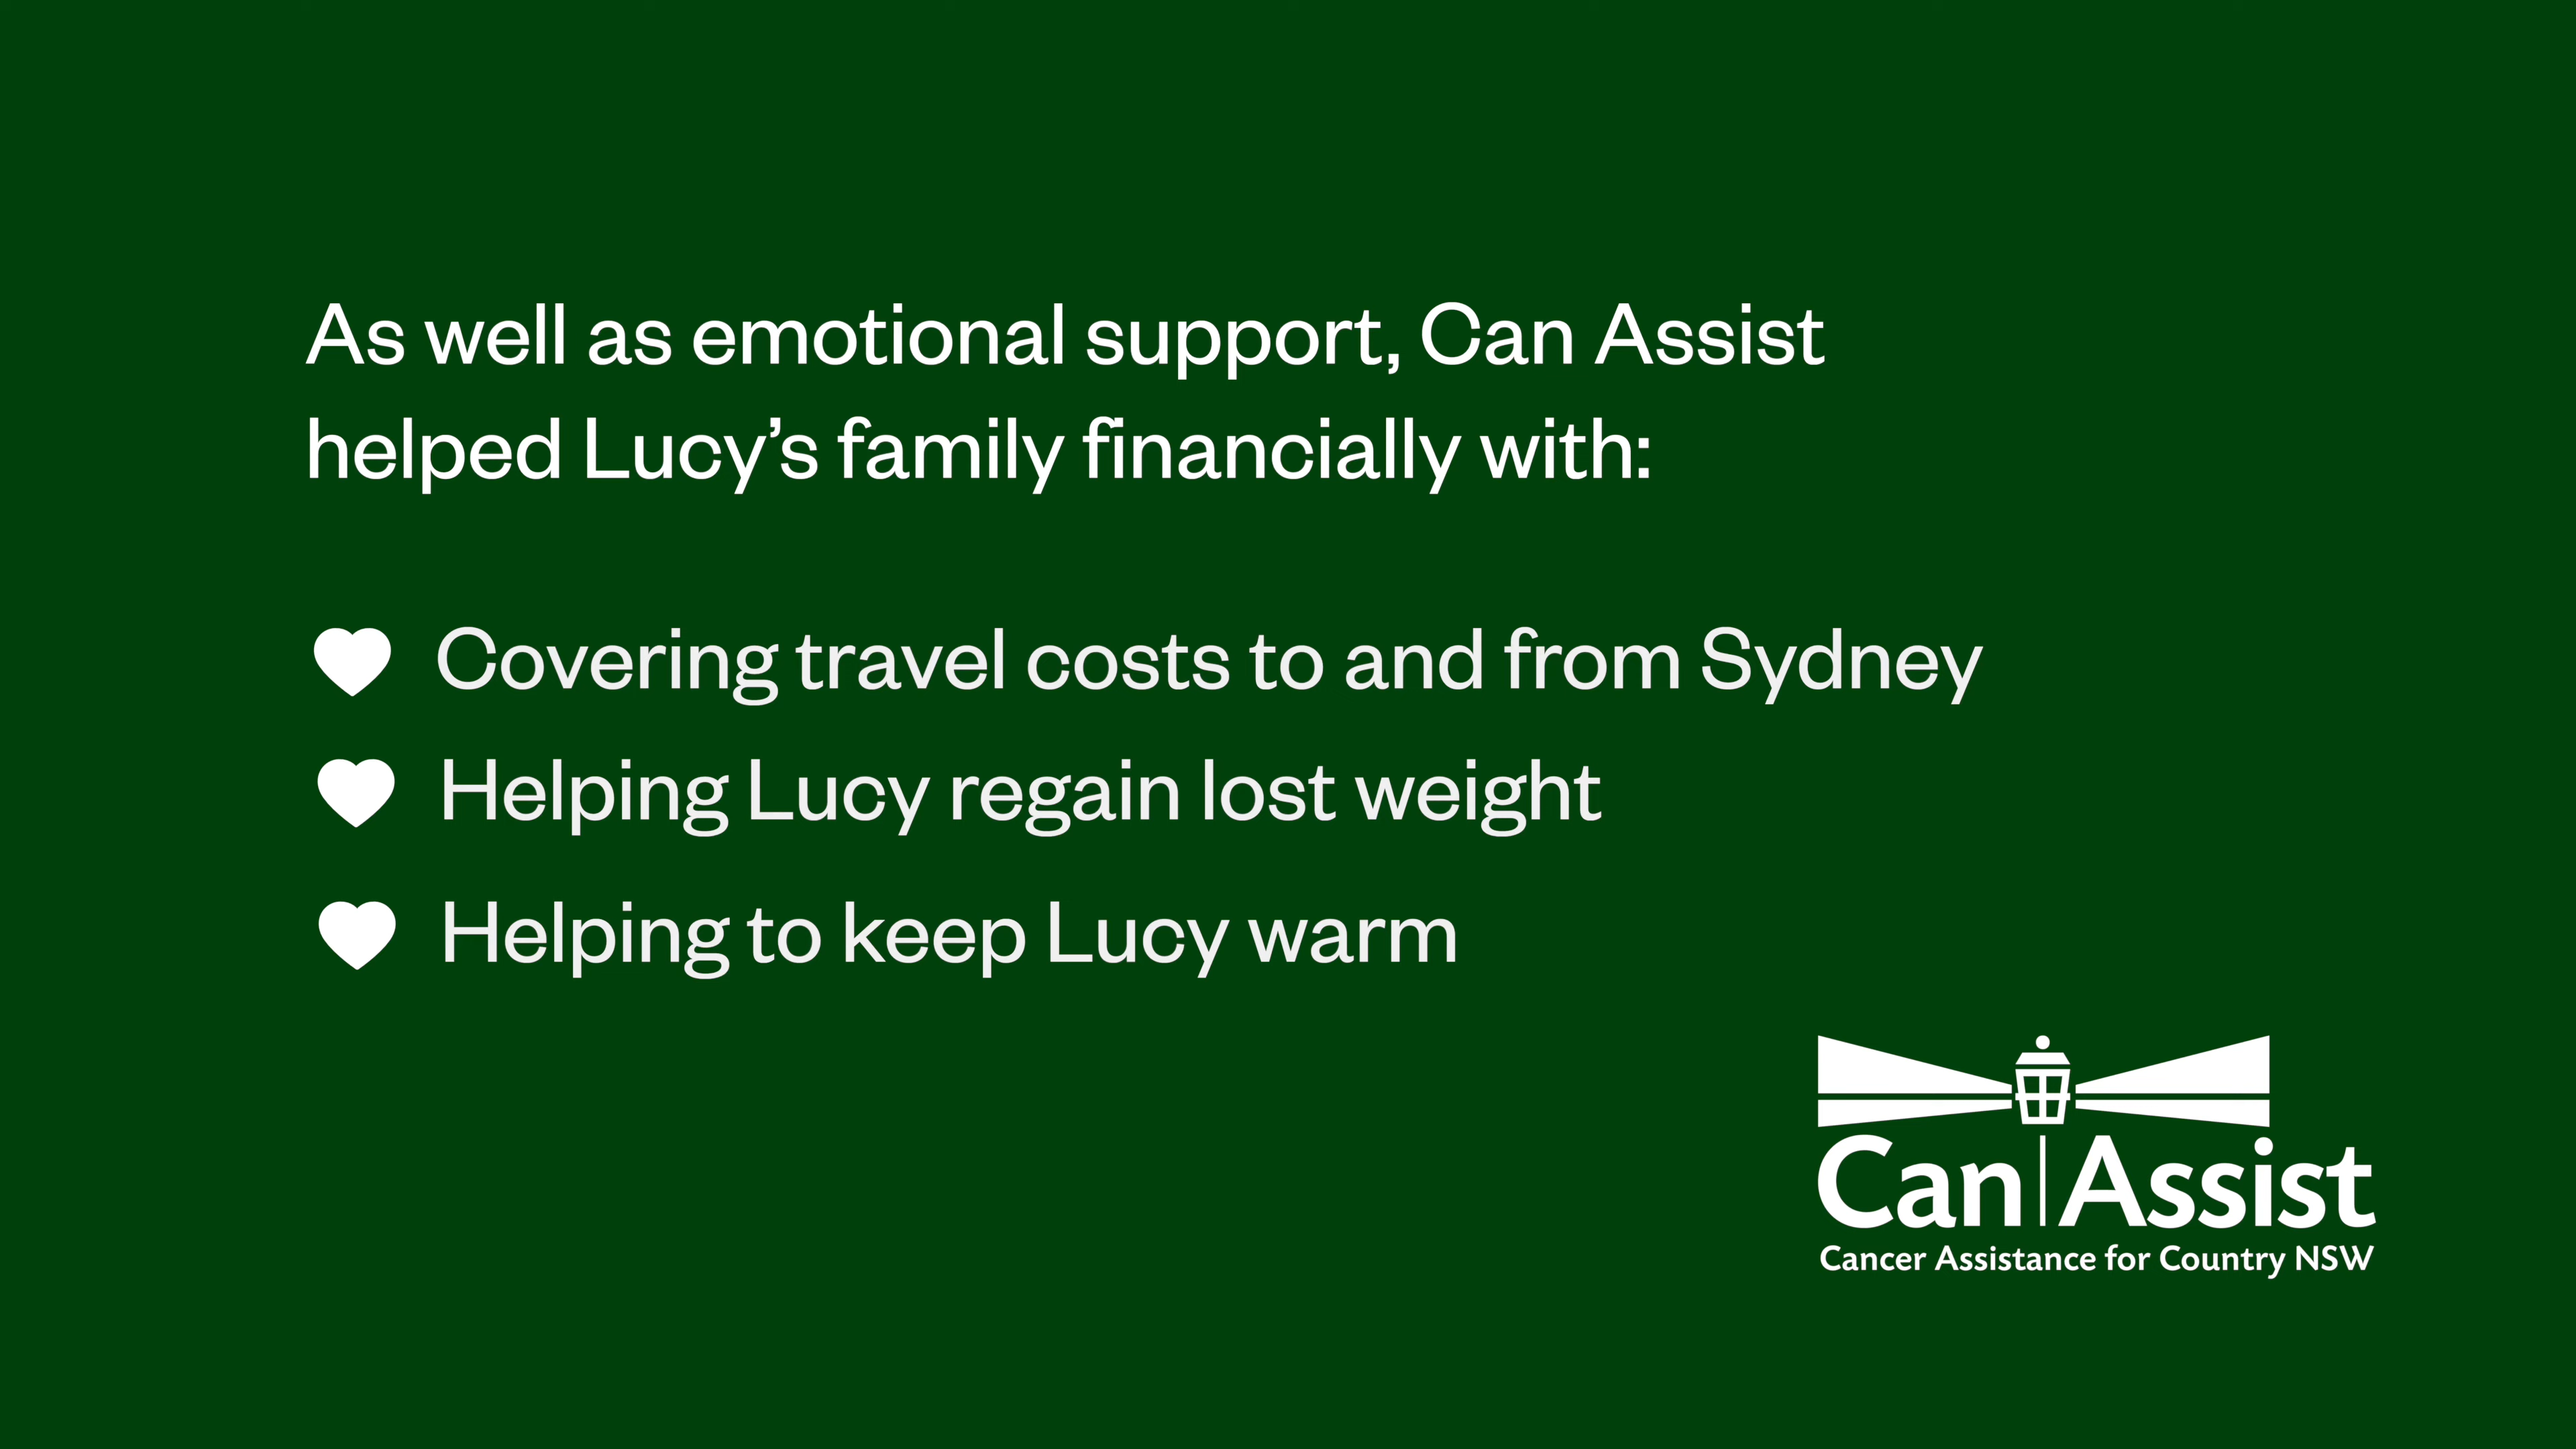 As well as emotional support, Can Assist
helped Lucy’s family financially with:
Covering travel costs to and from Sydney
Helping Lucy regain lost weight
Helping to keep Lucy warm
Can Assist
Cancer Assistance for Country NSW